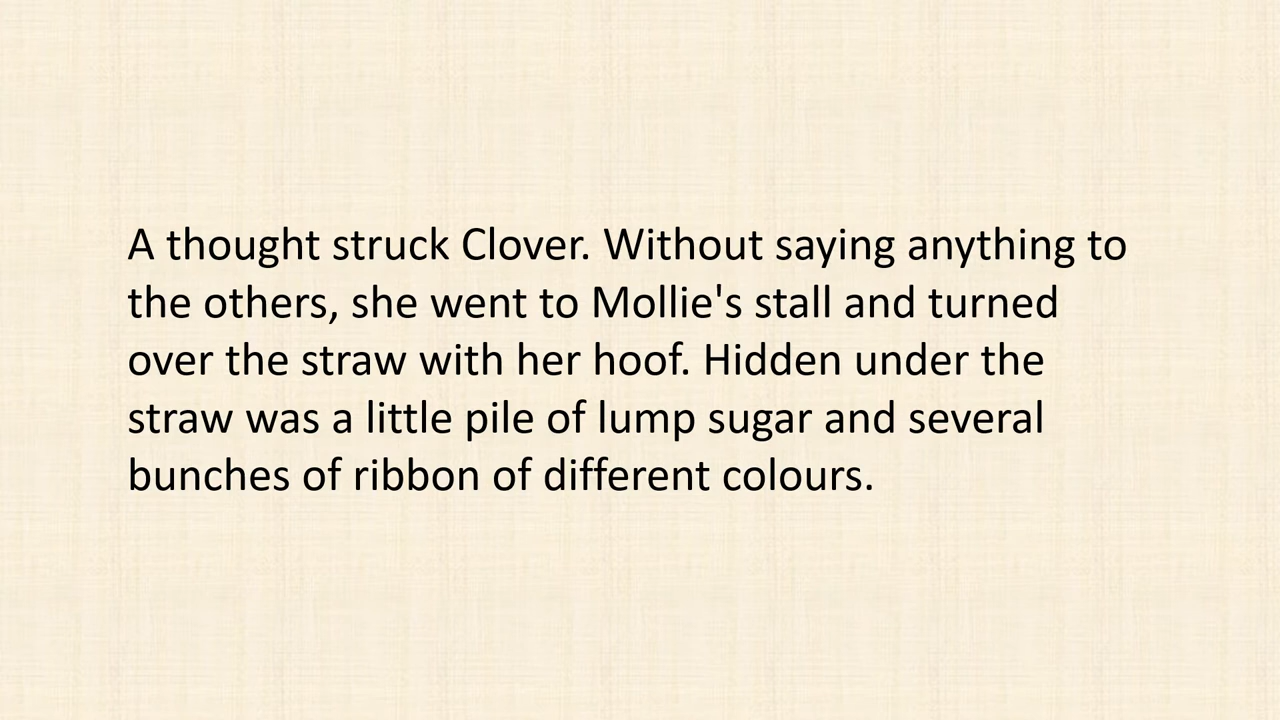 A thought struck Clover. Without saying anything to
the others, she went to Mollie's stall and turned
over the straw with her hoof. Hidden under the
straw was a little pile of lump sugar and several
bunches of ribbon of different colours.